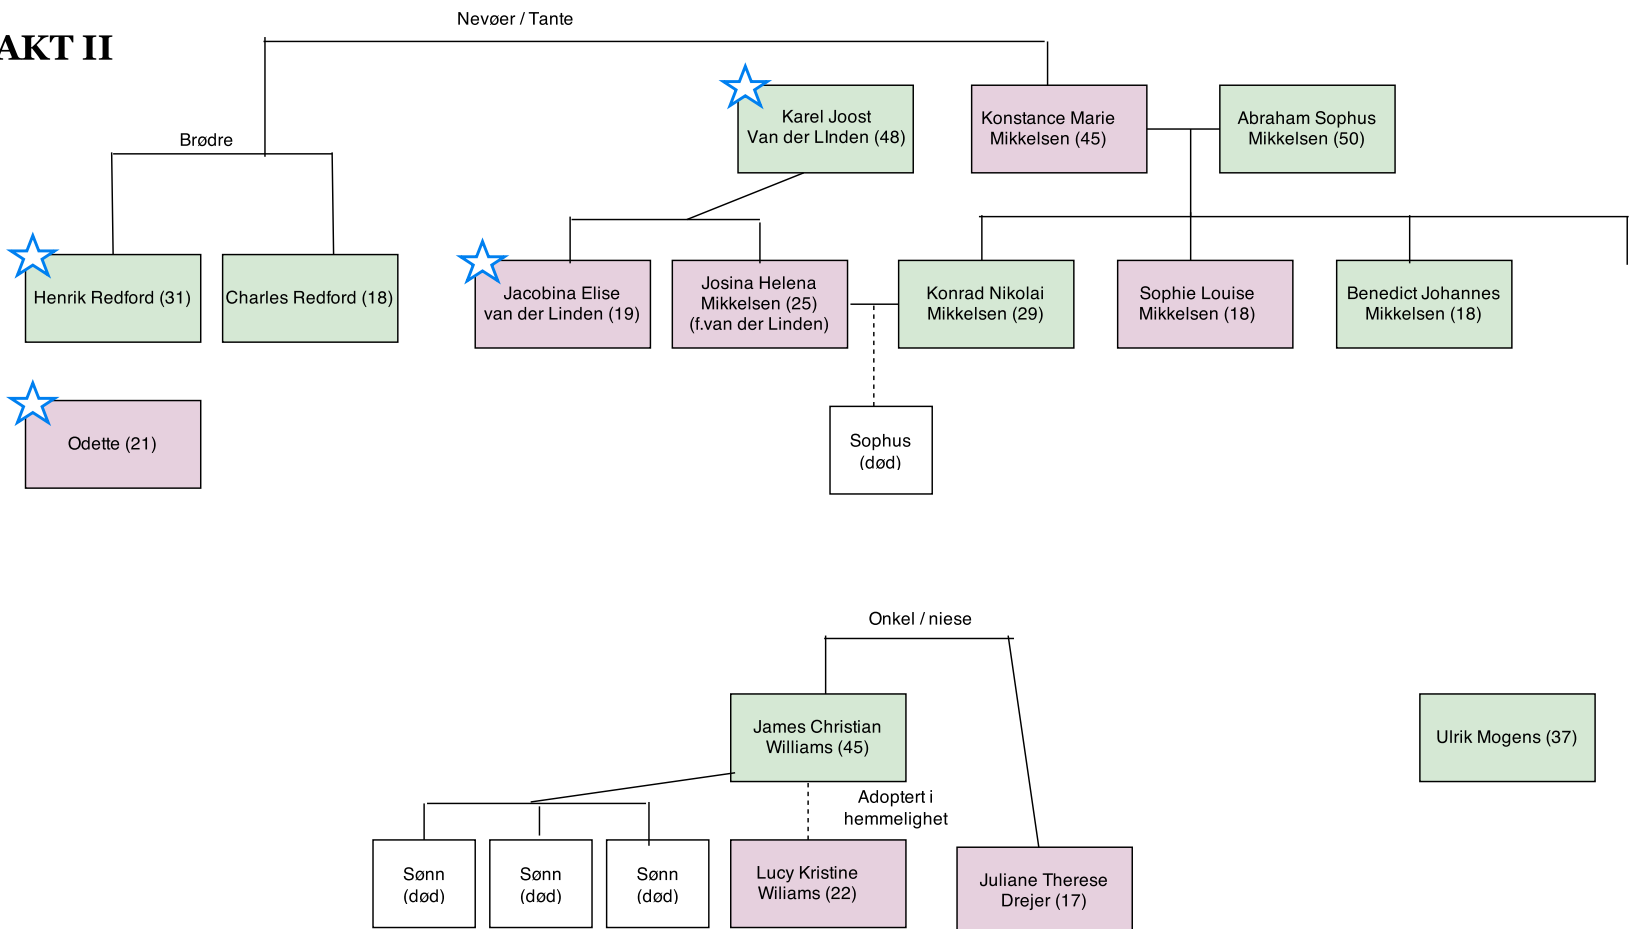 Nevøer / Tante
AKT II
Karel Joost
Van der LInden (48)
Konstance Marie
Mikkelsen (45)
Abraham Sophus
Mikkelsen (50)
Brødre
Henrik Redford (31)
Charles Redford (18)
Jacobina Elise
van der Linden (19)
Josina Helena
Mikkelsen (25)
(f.van der Linden)
Konrad Nikolai
Mikkelsen (29)
Sophie Louise
Mikkelsen (18)
Benedict Johannes
Mikkelsen (18)
Odette (21)
Sophus
(død)
Onkel / niese
James Christian
Williams (45)
Ulrik Mogens (37)
Adoptert i
hemmelighet
Sønn
(død)
Sønn
(død)
Sønn
(død)
Lucy Kristine
Wiliams (22)
Juliane Therese
Drejer (17)